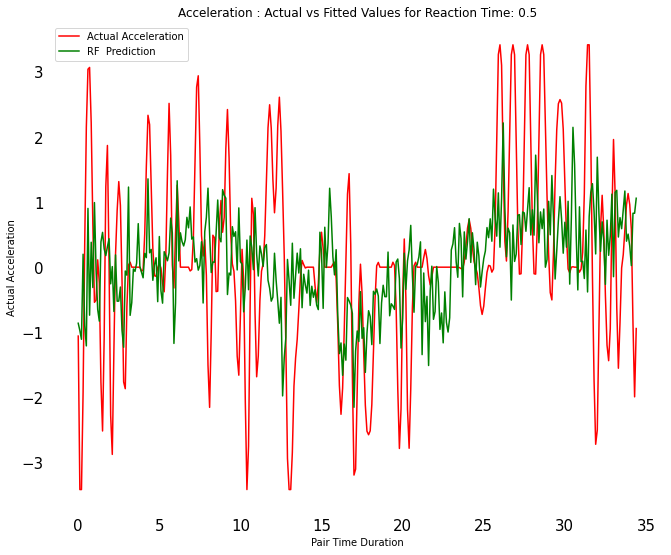 Acceleration : Actual vs Fitted Values for Reaction Time: 0.5
Actual Acceleration
RF Prediction
3
2
1
0
−1
−2
−3
Actual Acceleration
0 5 10 15 20 25 30 35
Pair Time Duration